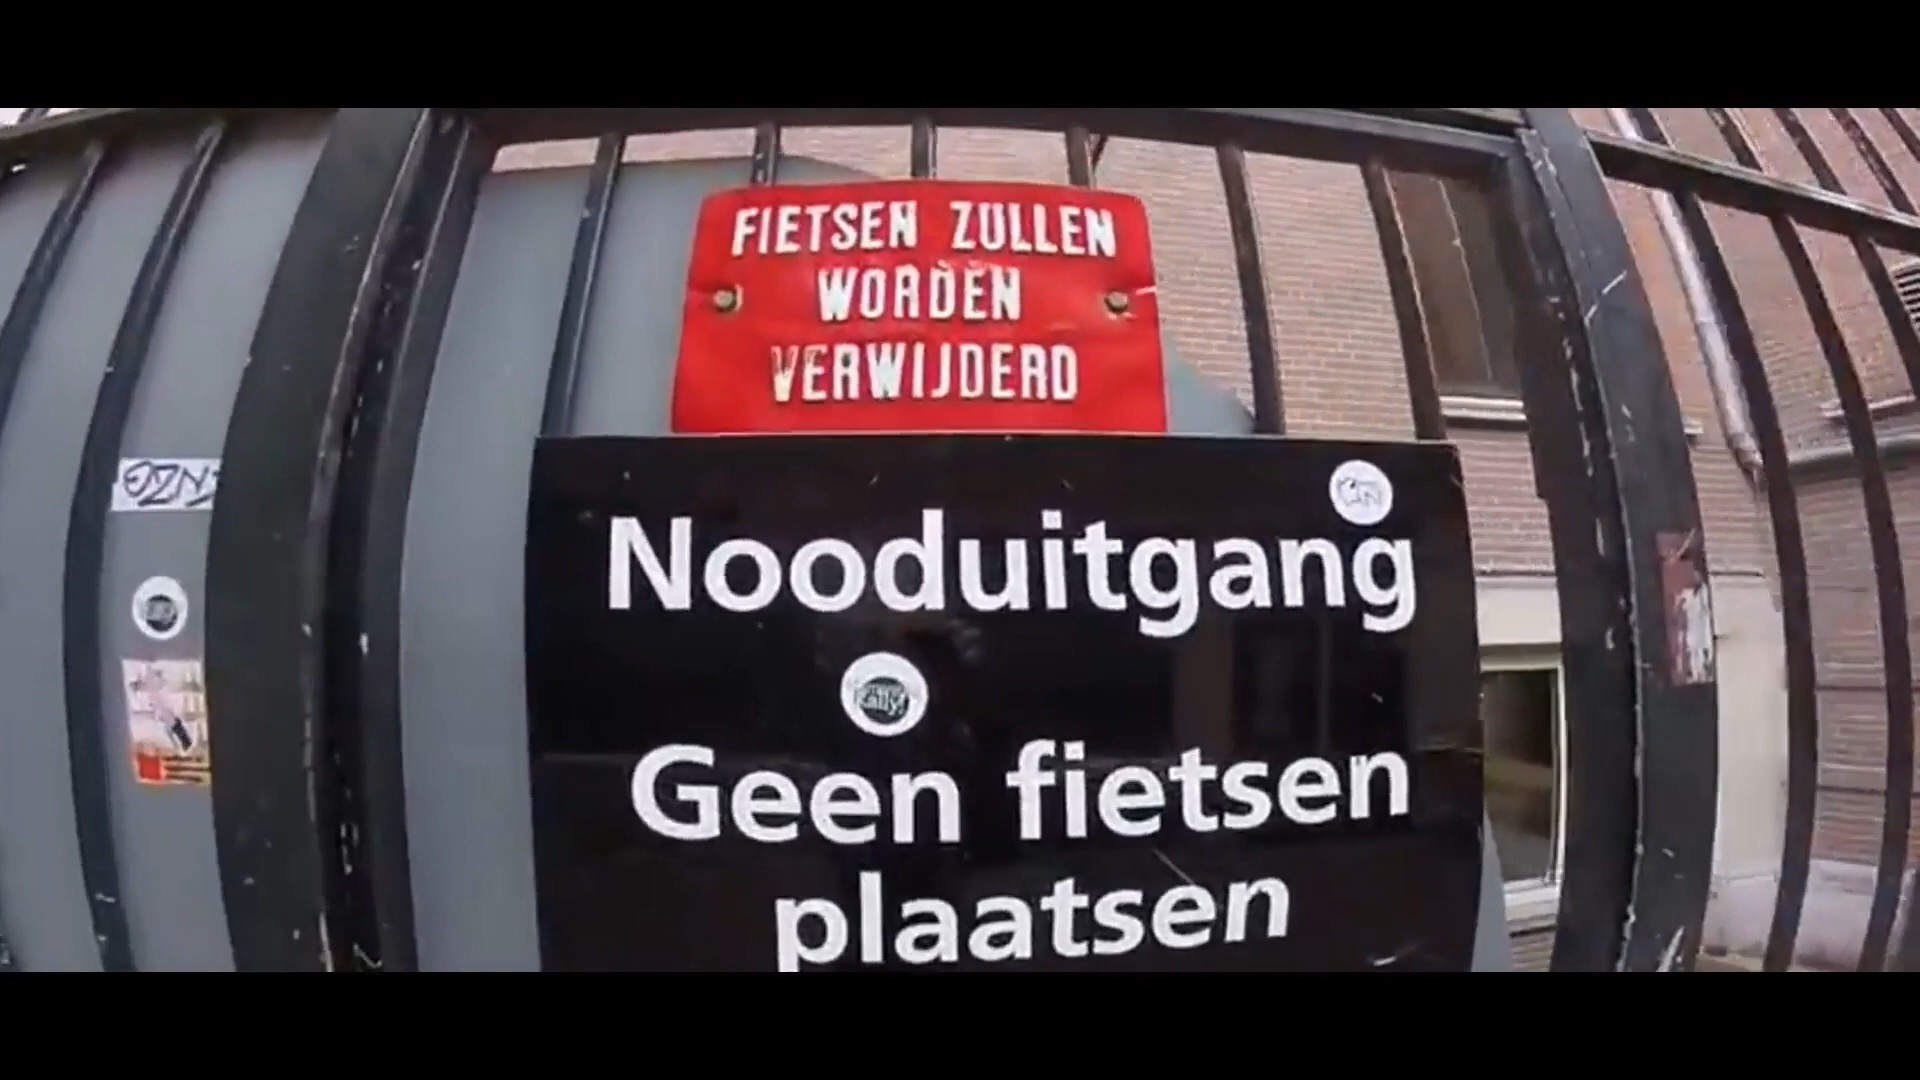 FIETSEN ZULLEN
WORDEN
VERWIJDERD
Nooduitgang
Geen fietsen
plaatsen